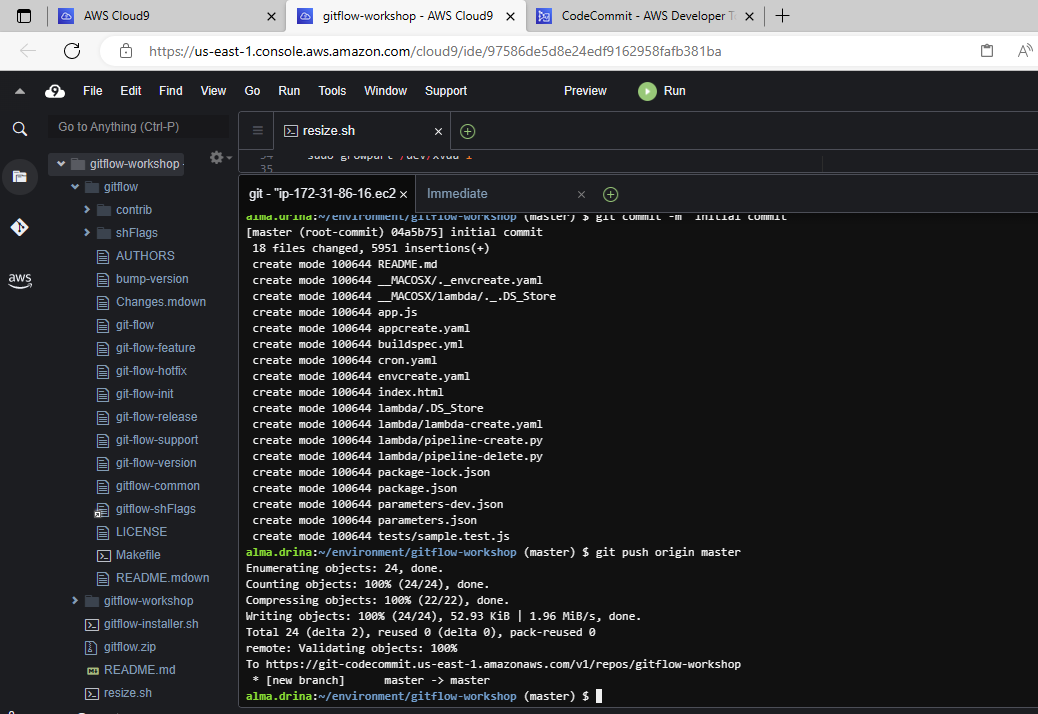 AWS Cloud9
gitflow-workshop - AWS Cloud9
CodeCommit - AWS Developer T
https://us-east-1.console.aws.amazon.com/cloud9/ide/97586de5d8e24edf9162958fafb381ba
File Edit Find View Go Run Tools Window Support Preview Run
Go to Anything (Ctrl-P)
gitflow-workshop -
gitflow
contrib
shFlags
AUTHORS
bump-version
Changes.mdown
git-flow
git-flow-feature
git-flow-hotfix
git-flow-init
git-flow-release
git-flow-support
git-flow-version
gitflow-common
gitflow-shFlags
LICENSE
Makefile
README.mdown
gitflow-workshop
gitflow-installer.sh
gitflow.zip
README.md
resize.sh
aws
resize.sh
34 sudo growpart /dev/xvda 1
35
git - "ip-172-31-86-16.ec2
Immediate
alma.drina:~/environment/gitflow-workshop (master) $ git commit -m "initial commit"
[master (root-commit) 04a5b75] initial commit
18 files changed, 5951 insertions(+)
create mode 100644 README.md
create mode 100644 __MACOSX/._envcreate.yaml
create mode 100644 __MACOSX/lambda/._.DS_Store
create mode 100644 app.js
create mode 100644 appcreate.yaml
create mode 100644 buildspec.yml
create mode 100644 cron.yaml
create mode 100644 envcreate.yaml
create mode 100644 index.html
create mode 100644 lambda/.DS_Store
create mode 100644 lambda/lambda-create.yaml
create mode 100644 lambda/pipeline-create.py
create mode 100644 lambda/pipeline-delete.py
create mode 100644 package-lock.json
create mode 100644 package.json
create mode 100644 parameters-dev.json
create mode 100644 parameters.json
create mode 100644 tests/sample.test.js
alma.drina:~/environment/gitflow-workshop (master) $ git push origin master
Enumerating objects: 24, done.
Counting objects: 100% (24/24), done.
Compressing objects: 100% (22/22), done.
Writing objects: 100% (24/24), 52.93 KiB | 1.96 MiB/s, done.
Total 24 (delta 2), reused 0 (delta 0), pack-reused 0
remote: Validating objects: 100%
To https://git-codecommit.us-east-1.amazonaws.com/v1/repos/gitflow-workshop
* [new branch] master -> master
alma.drina:~/environment/gitflow-workshop (master) $